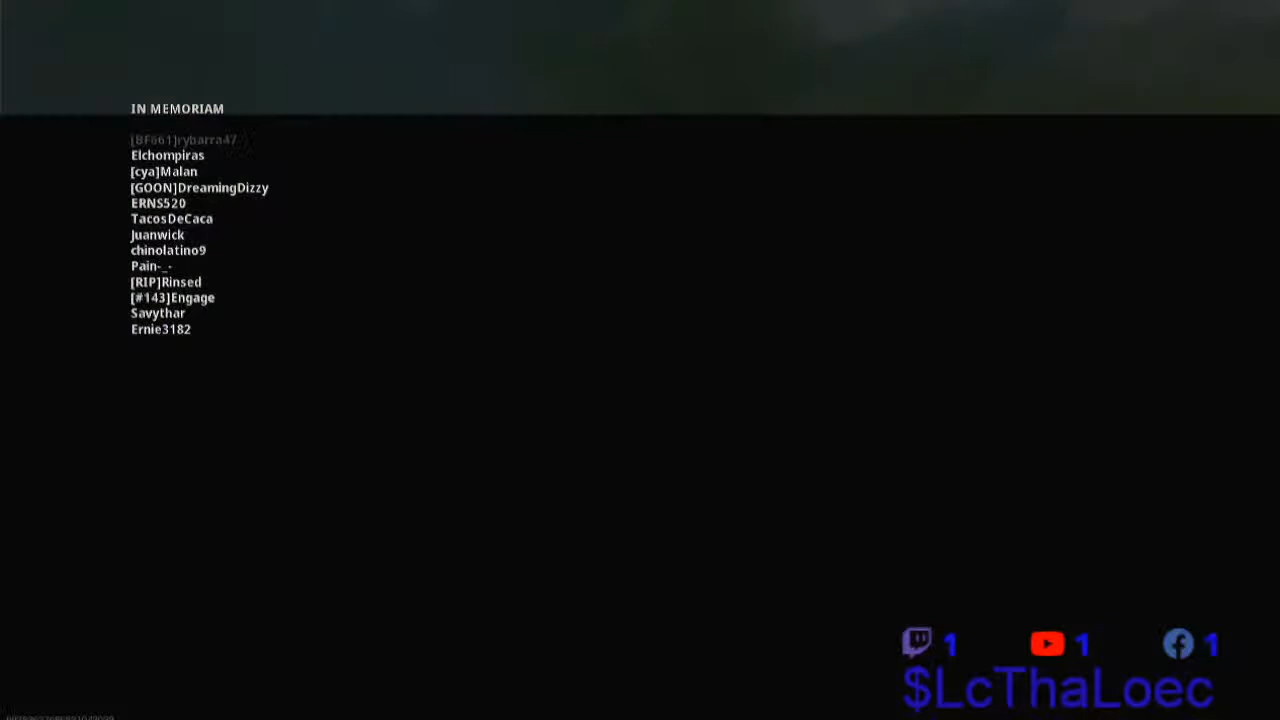 IN MEMORIAM
[BF661]rybarra47
Elchompiras
[cya]Malan
[GOON]DreamingDizzy
ERNS520
TacosDeCaca
Juanwick
chinolatino9
Pain-_-
[RIP]Rinsed
[#143]Engage
Savythar
Ernie3182
1 1 1
$LcThaLoec